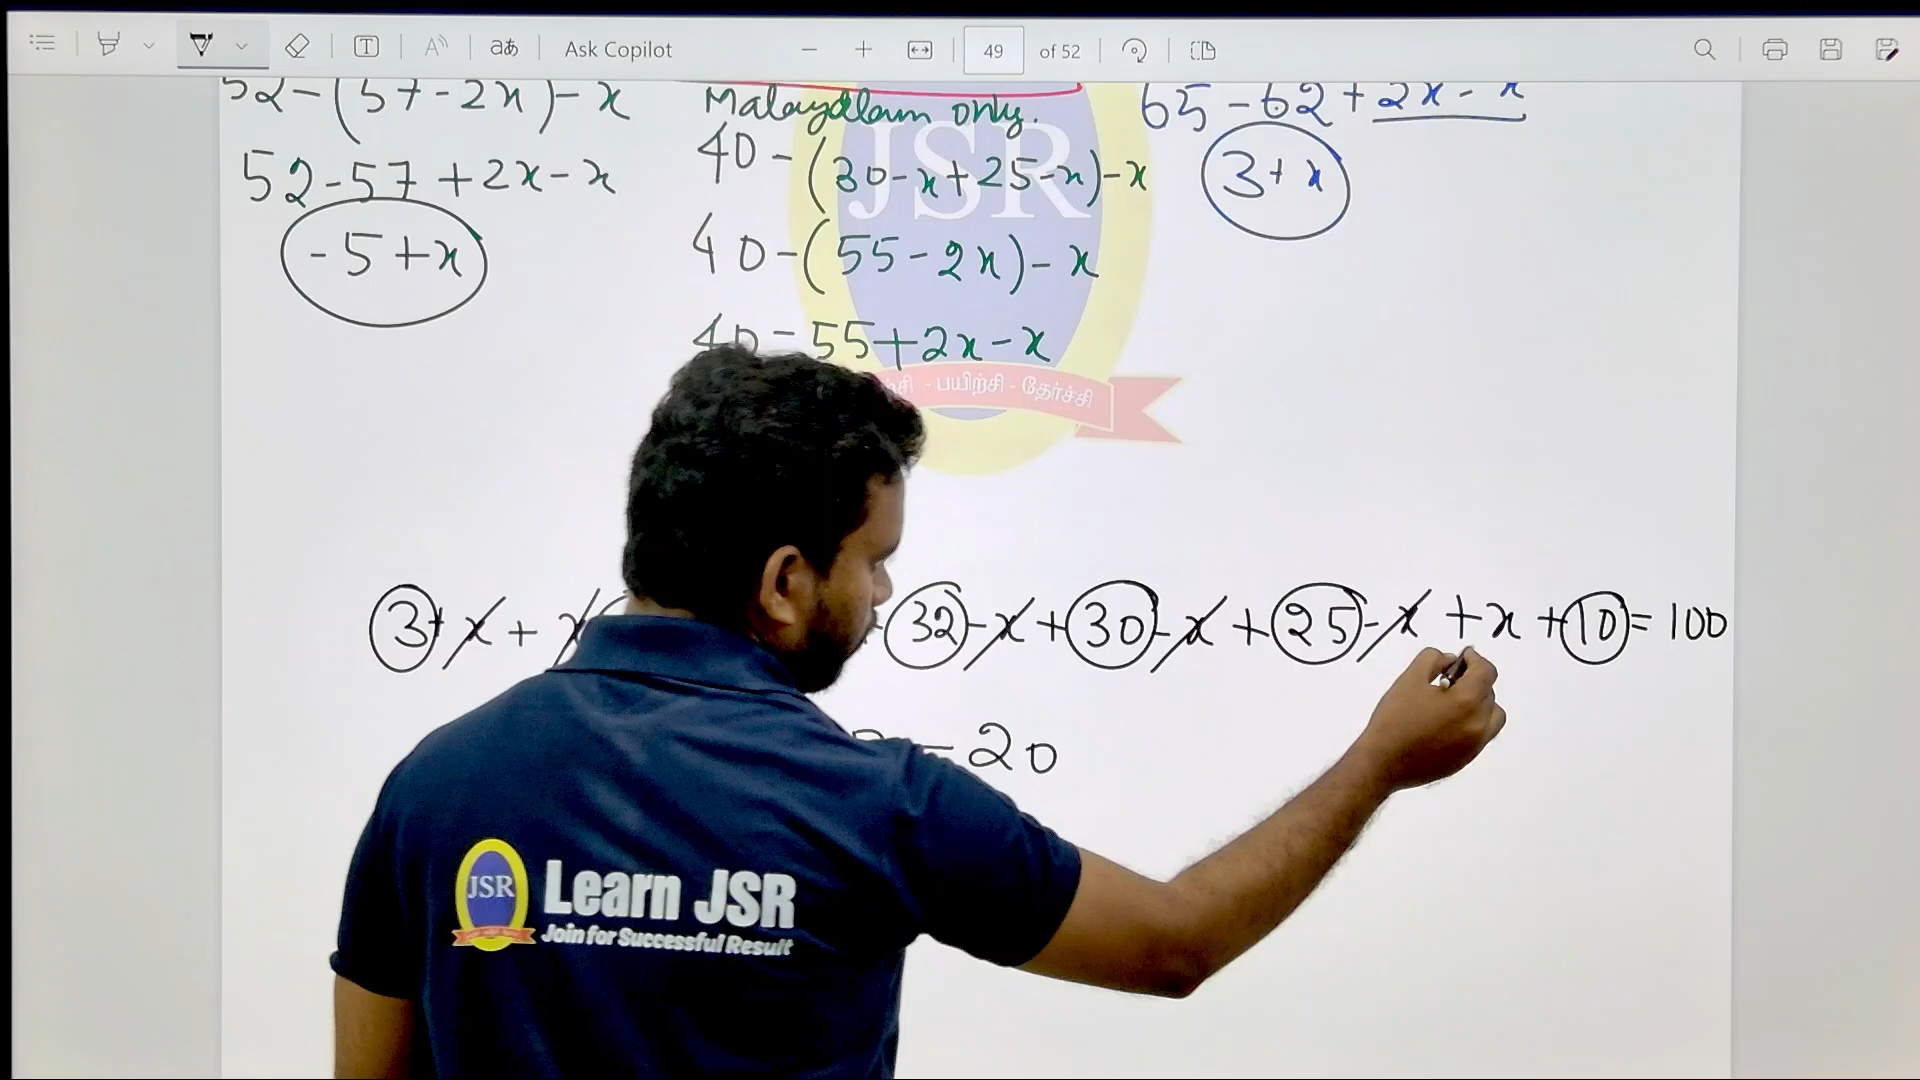 Ask Copilot
49 of 52
52-(57-2x)-x
52-57+2x-x
-5+x
Malayalam only.
40-(30-x+25-x)-x
40-(55-2x)-x
40-55+2x-x
65-62+2x-x
3+x
JSR
பயிற்சி - தேர்ச்சி
3+x+x
32-x+30-x+25-x+x+10=100
-20
JSR
Learn JSR
Join for Successful Result